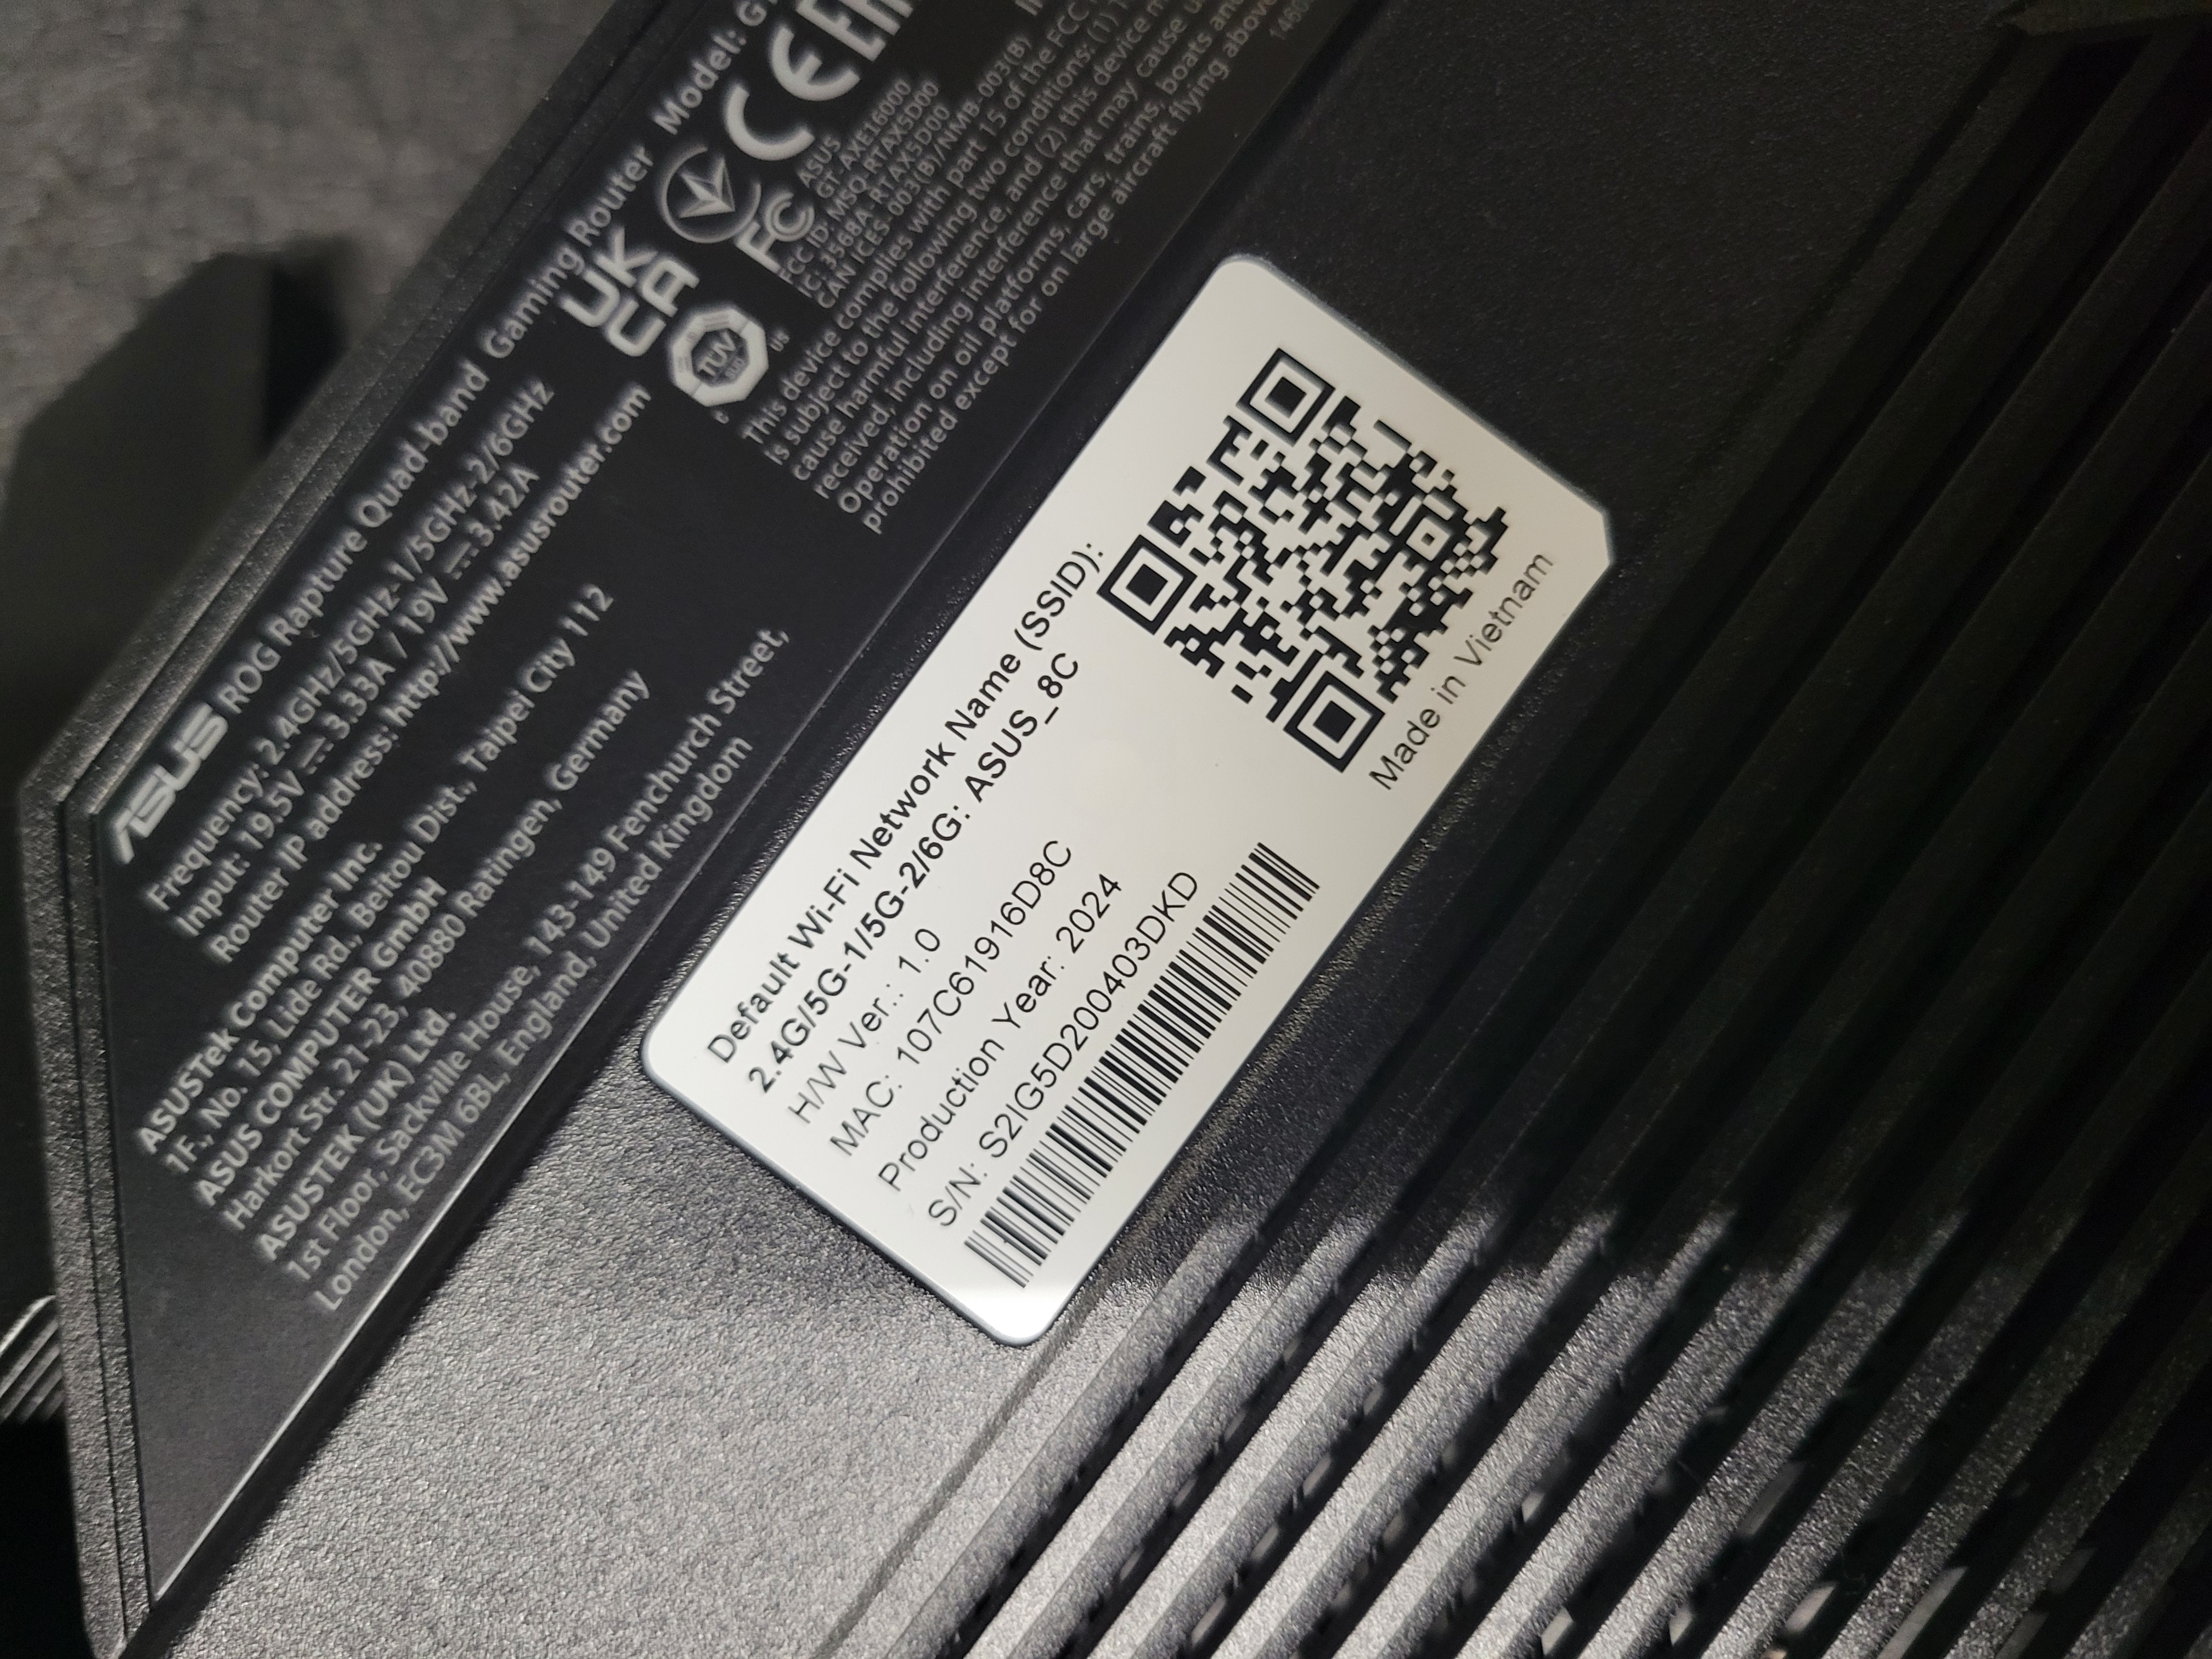 ASUS ROG Rapture Quad-band Gaming Router Model:
Frequency: 2.4GHz/5GHz-1/5GHz-2/6GHz
Input: 19.5V ⎓ 3.33A / 19V ⎓ 3.42A
Router IP address: http://www.asusrouter.com
ASUSTek Computer Inc.
1F., No. 15, Lide Rd., Beitou Dist., Taipei City 112
ASUS COMPUTER GmbH
Harkort Str. 21-23, 40880 Ratingen, Germany
ASUSTEK (UK) Ltd.
1st Floor, Sackville House, 143-149 Fenchurch Street,
London, EC3M 6BL, England, United Kingdom
UK
CA
TÜV
c us
CE
FC
ASUS
GT-AXE16000
FCC ID: MSQ-RTAX5D00
IC: 3568A-RTAX5D00
CAN ICES-003(B)/NMB-003(B)
This device complies with part 15 of the FCC
is subject to the following two conditions: (1)
cause harmful interference, and (2) this device
received, including interference that may cause
Operation on oil platforms, cars, trains, boats and
prohibited except for on large aircraft flying above
Default Wi-Fi Network Name (SSID):
2.4G/5G-1/5G-2/6G: ASUS_8C
H/W Ver.: 1.0
MAC: 107C61916D8C
Production Year: 2024
S/N: S2IG5D200403DKD
Made in Vietnam